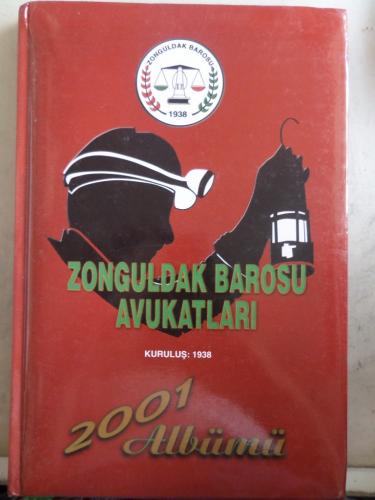 ZONGULDAK BAROSU
1938
ZONGULDAK BAROSU
AVUKATLARI
KURULUŞ: 1938
2001 Albümü